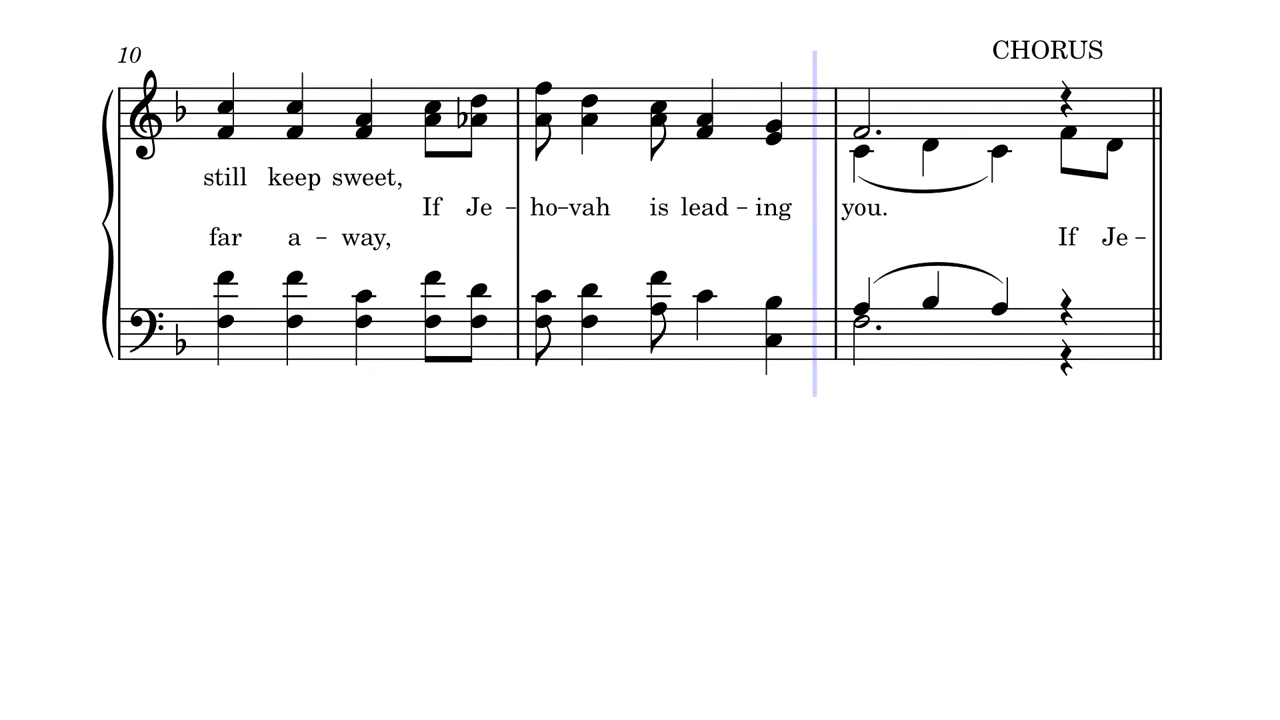 10
CHORUS
still keep sweet,
If Je – ho–vah is lead – ing you.
far a – way, If Je –